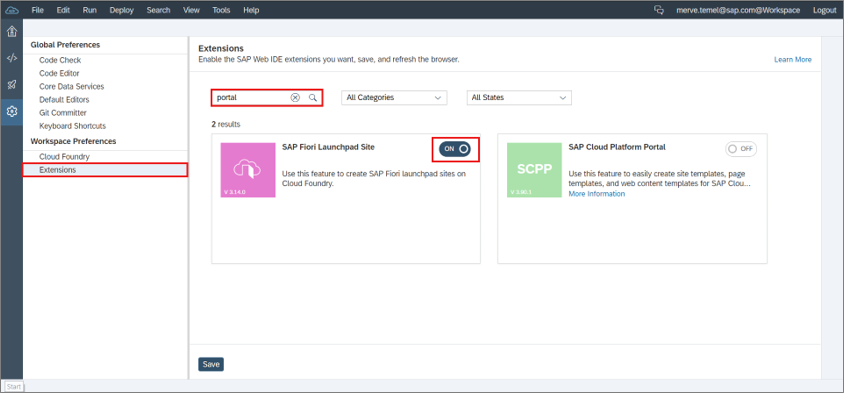 File Edit Run Deploy Search View Tools Help merve.temel@sap.com@Workspace Logout
Global Preferences
Code Check
Code Editor
Core Data Services
Default Editors
Git Committer
Keyboard Shortcuts
Workspace Preferences
Cloud Foundry
Extensions
Extensions
Enable the SAP Web IDE extensions you want, save, and refresh the browser.
Learn More
portal All Categories All States
2 results
SAP Fiori Launchpad Site
ON
Use this feature to create SAP Fiori launchpad sites on
Cloud Foundry.
V 3.14.0
SAP Cloud Platform Portal
OFF
SCPP
Use this feature to easily create site templates, page
templates, and web content templates for SAP Clou...
More Information
V 3.90.1
Save
Start